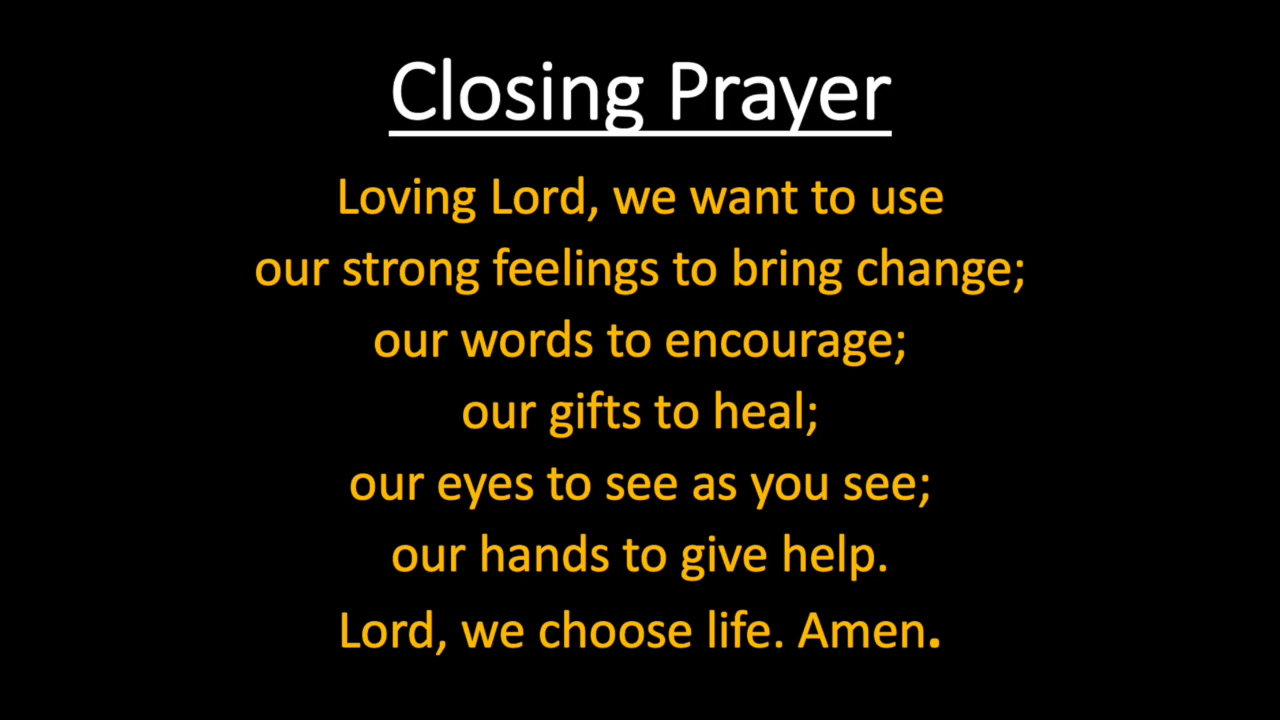 Closing Prayer
Loving Lord, we want to use
our strong feelings to bring change;
our words to encourage;
our gifts to heal;
our eyes to see as you see;
our hands to give help.
Lord, we choose life. Amen.